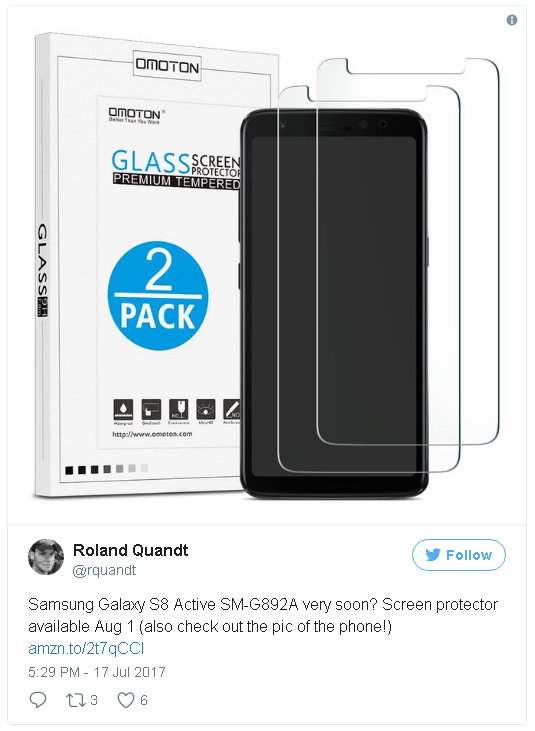 OMOTON
OMOTON®
Better Than You Want
GLASS SCREEN PROTECTOR
PREMIUM TEMPERED
GLASS
2
PACK
http://www.omoton.com
Roland Quandt
@rquandt
Follow
Samsung Galaxy S8 Active SM-G892A very soon? Screen protector
available Aug 1 (also check out the pic of the phone!)
amzn.to/2t7qCCl
5:29 PM - 17 Jul 2017
3
6